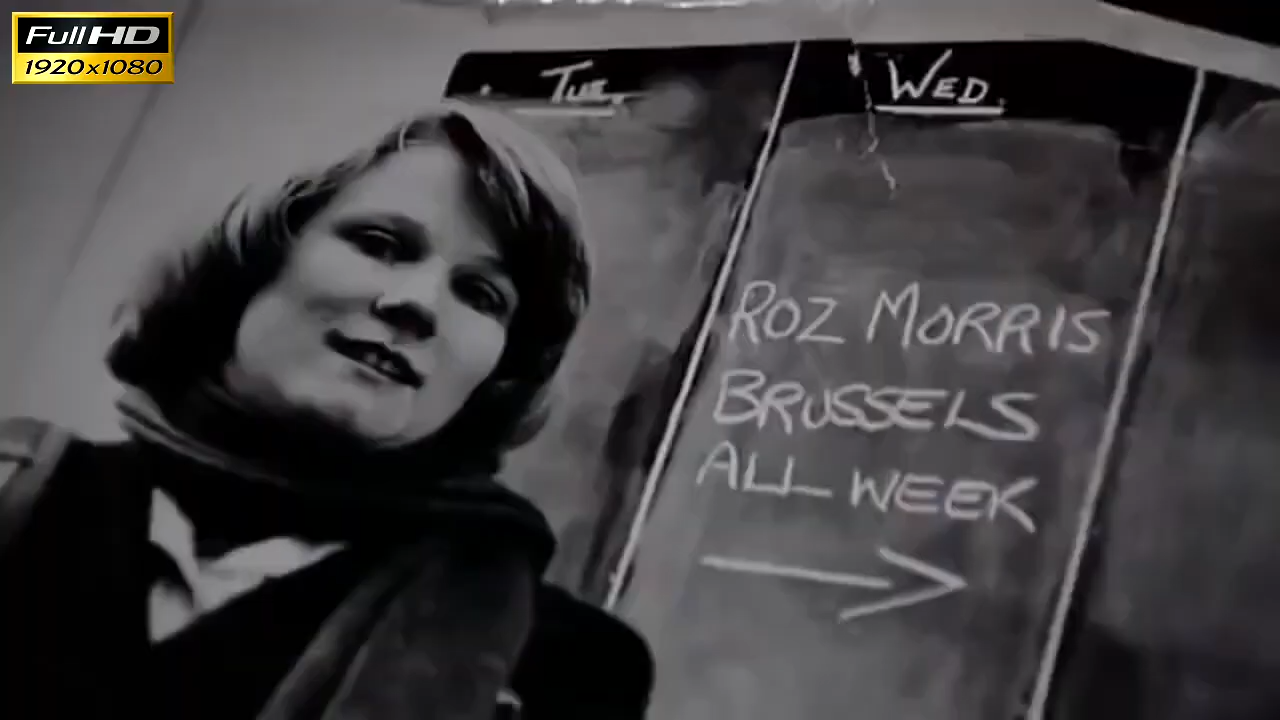 Full HD
1920x1080
TUE.
WED.
ROZ MORRIS
BRUSSELS
ALL WEEK